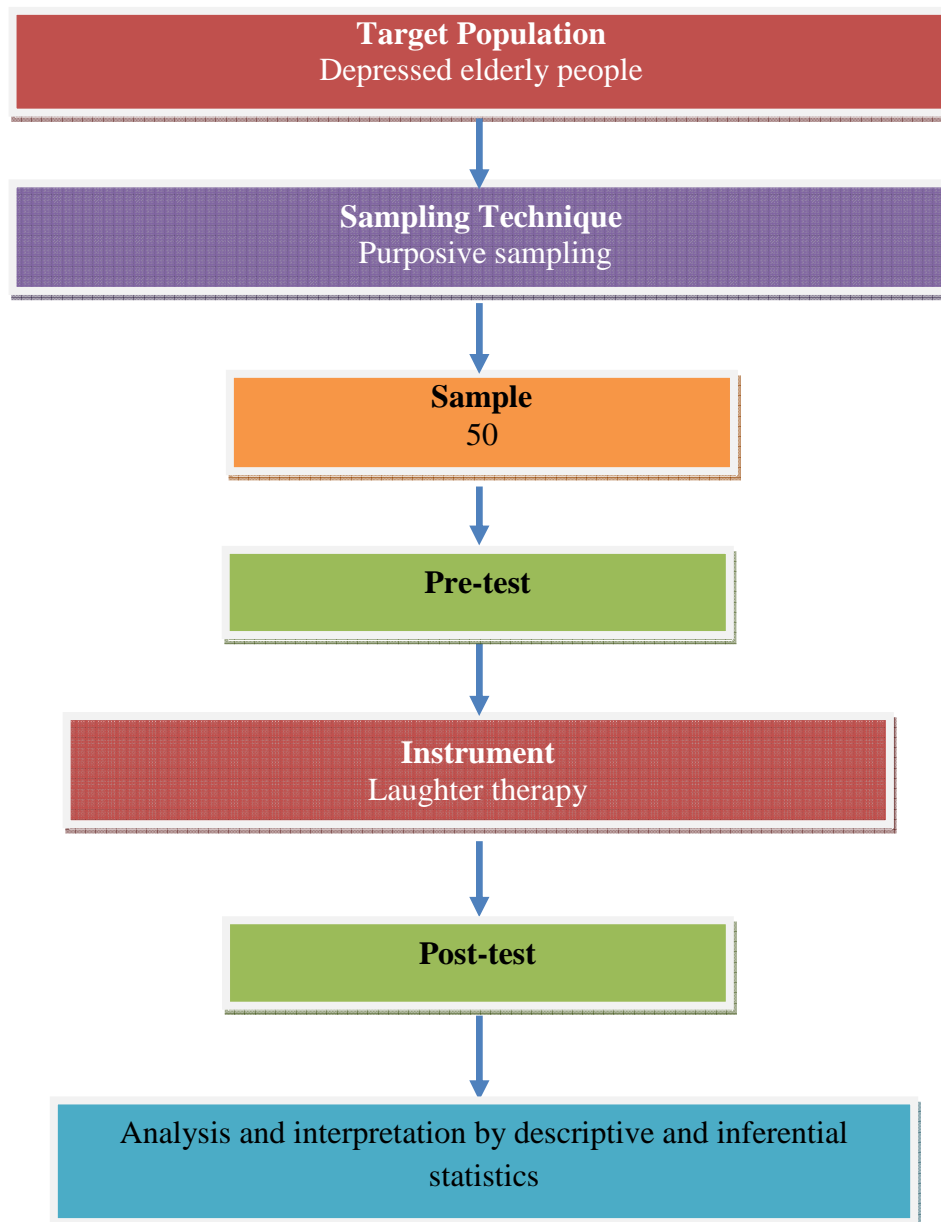 Target Population
Depressed elderly people
Sampling Technique
Purposive sampling
Sample
50
Pre-test
Instrument
Laughter therapy
Post-test
Analysis and interpretation by descriptive and inferential
statistics